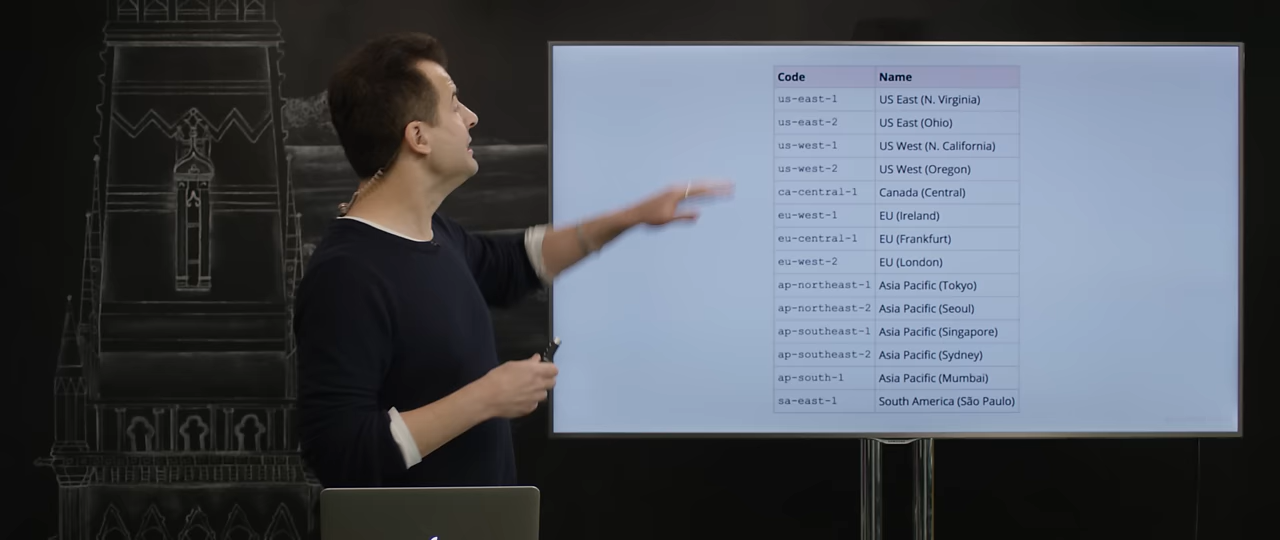 Code Name
us-east-1 US East (N. Virginia)
us-east-2 US East (Ohio)
us-west-1 US West (N. California)
us-west-2 US West (Oregon)
ca-central-1 Canada (Central)
eu-west-1 EU (Ireland)
eu-central-1 EU (Frankfurt)
eu-west-2 EU (London)
ap-northeast-1 Asia Pacific (Tokyo)
ap-northeast-2 Asia Pacific (Seoul)
ap-southeast-1 Asia Pacific (Singapore)
ap-southeast-2 Asia Pacific (Sydney)
ap-south-1 Asia Pacific (Mumbai)
sa-east-1 South America (São Paulo)